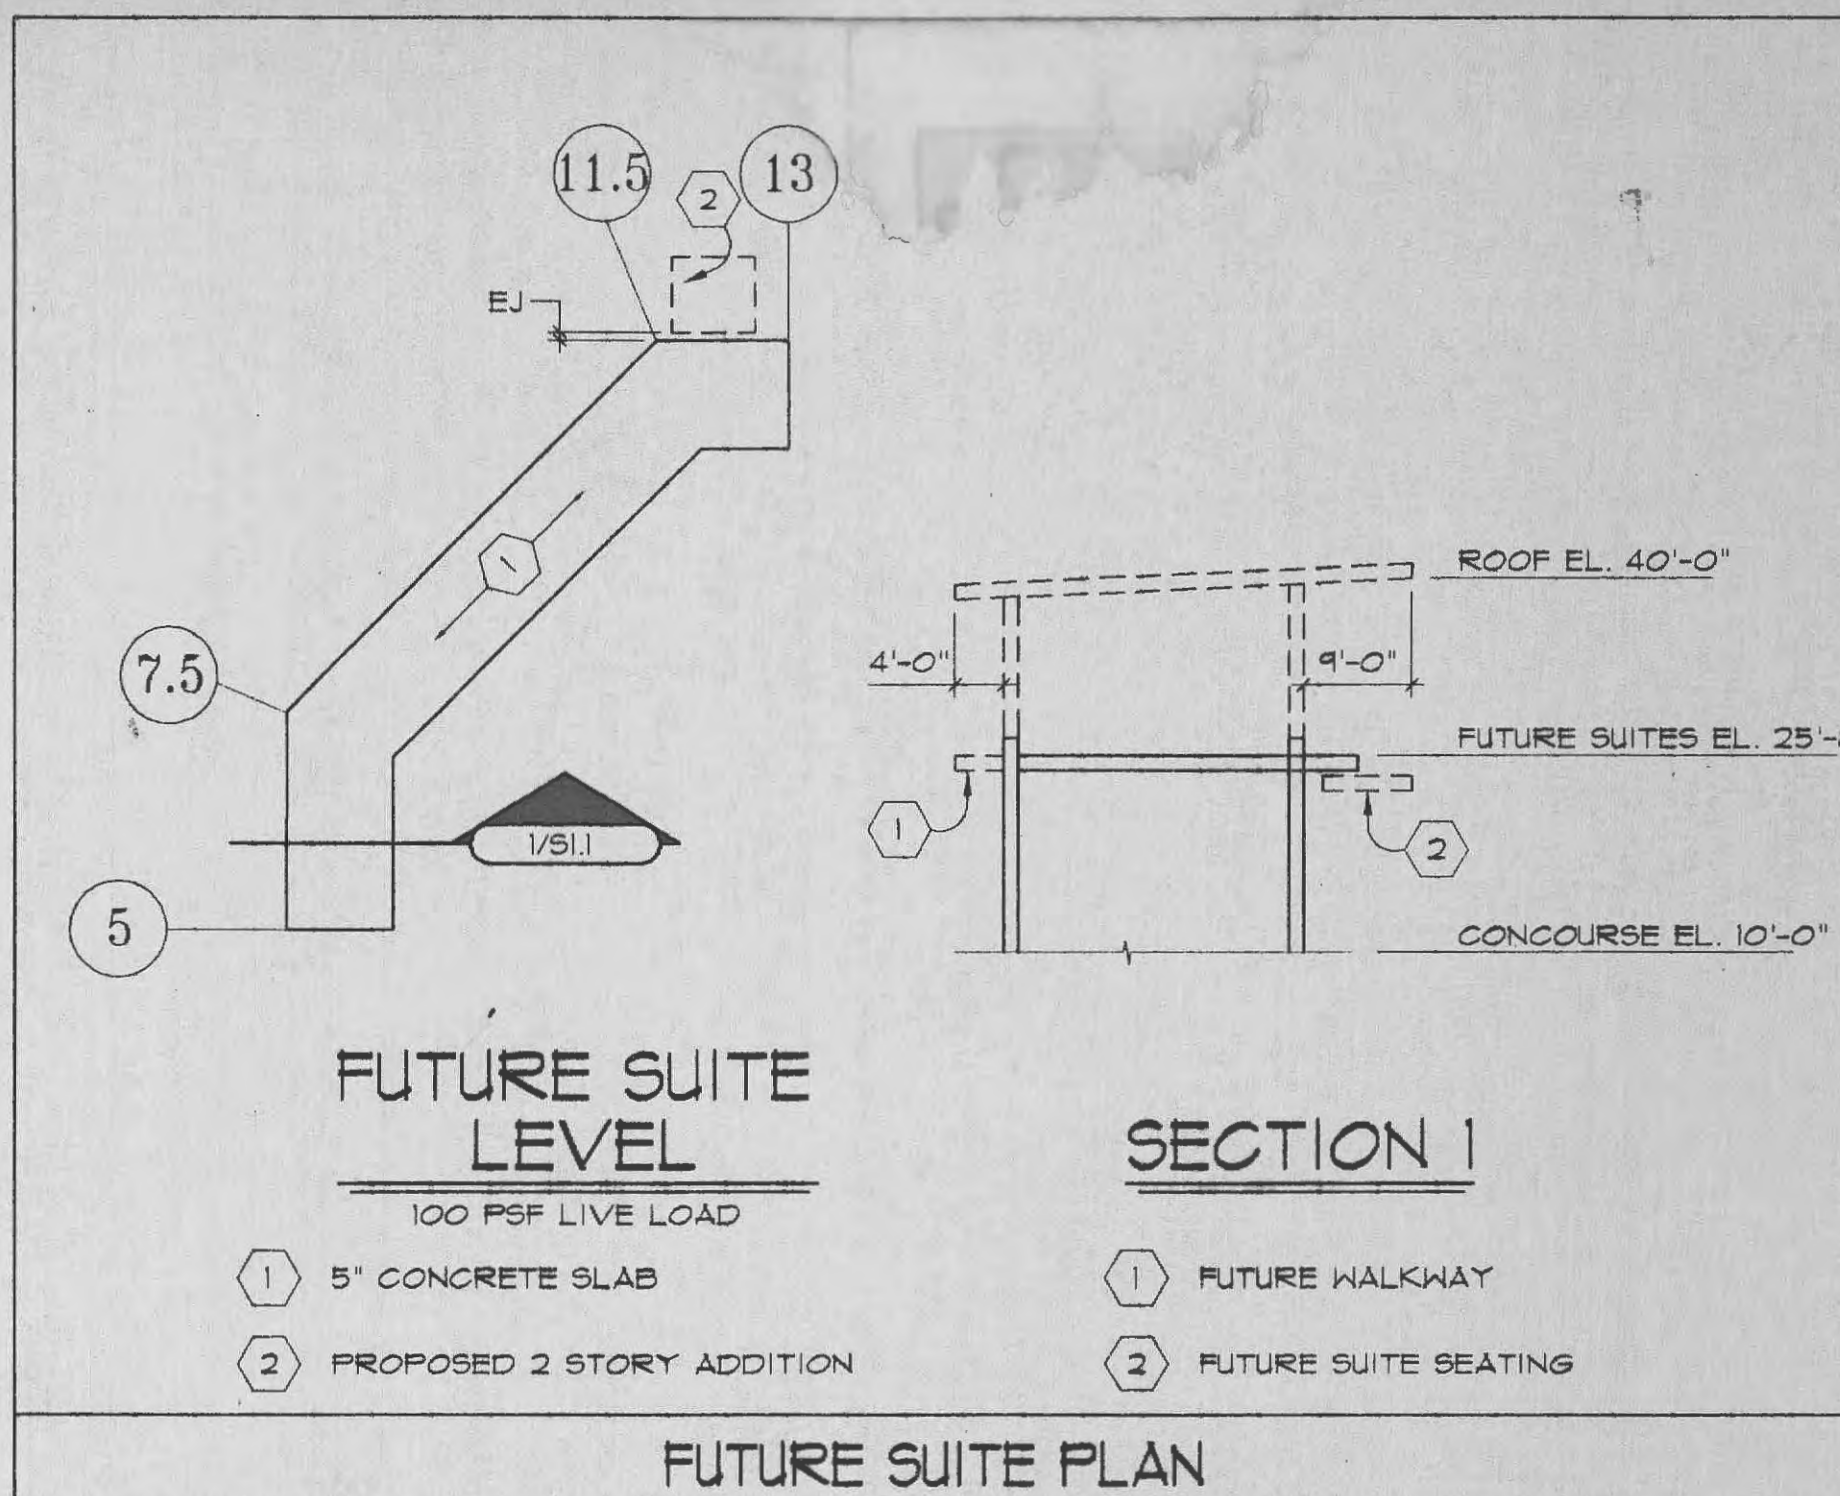 11.5
2
13
EJ
1
7.5
1/S1.1
5
ROOF EL. 40'-0"
4'-0"
9'-0"
FUTURE SUITES EL. 25'-
1
2
CONCOURSE EL. 10'-0"
FUTURE SUITE
LEVEL
100 PSF LIVE LOAD
1 5" CONCRETE SLAB
2 PROPOSED 2 STORY ADDITION
SECTION 1
1 FUTURE WALKWAY
2 FUTURE SUITE SEATING
FUTURE SUITE PLAN